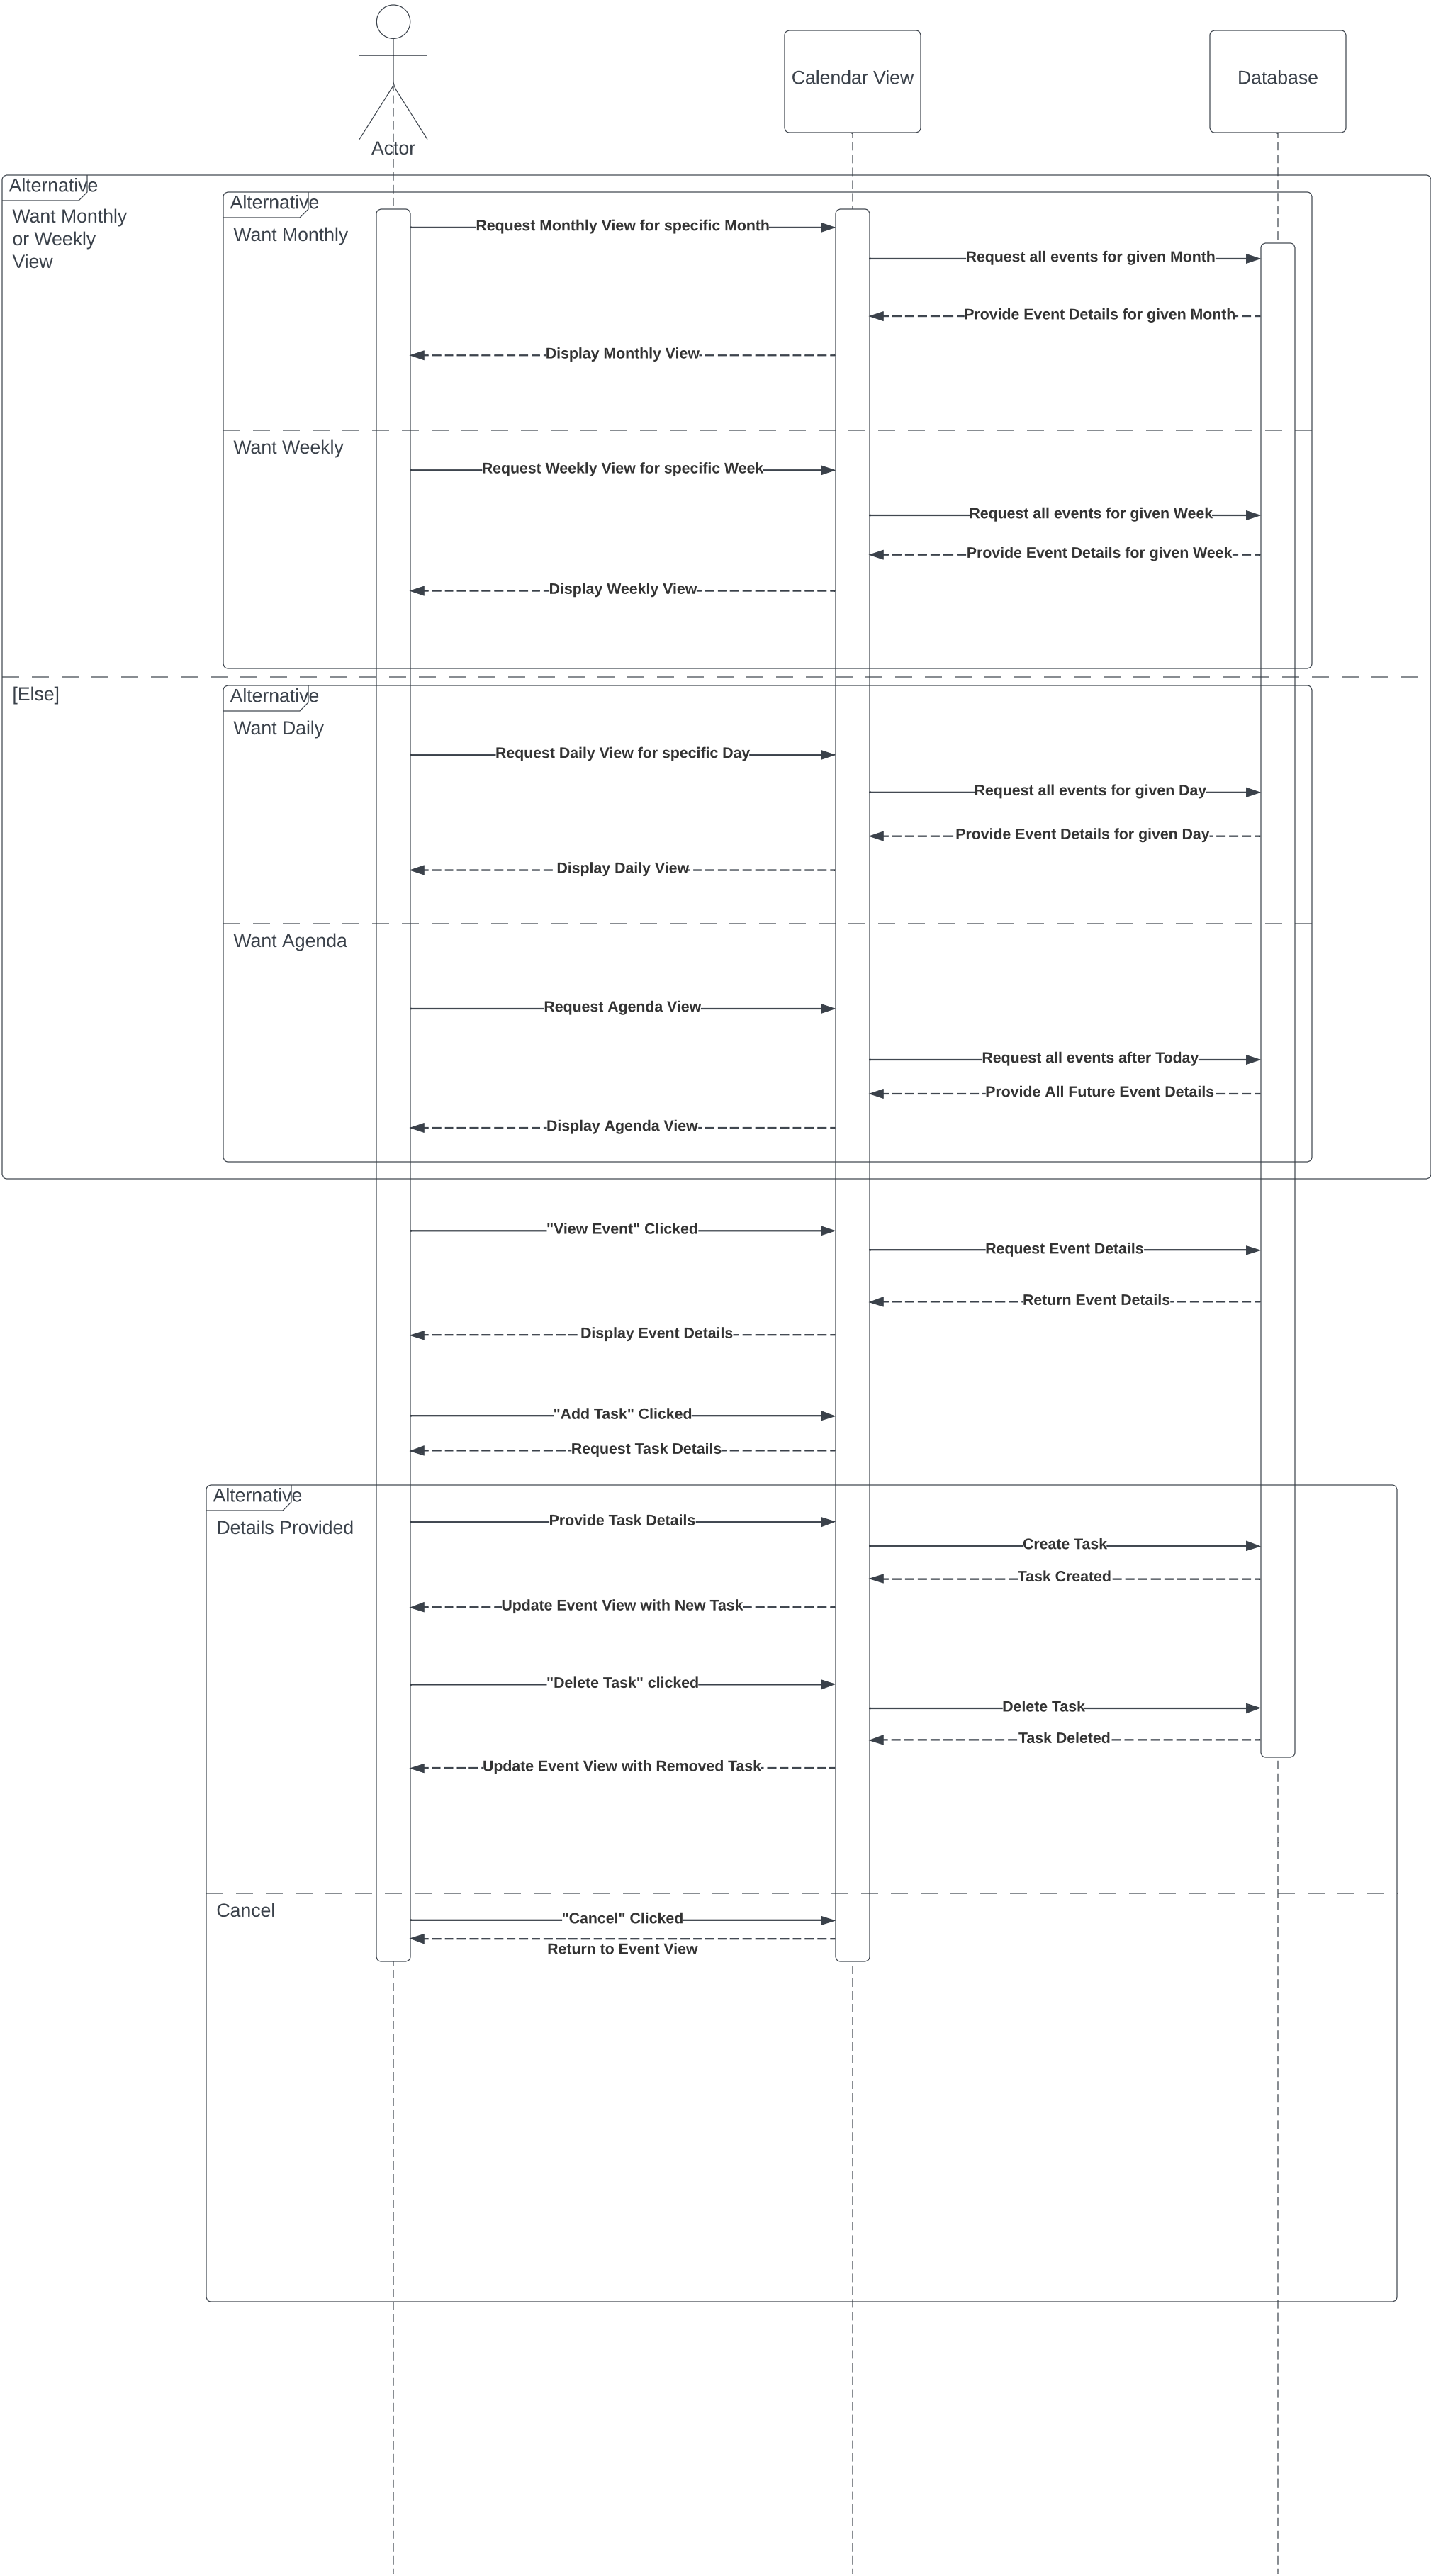 Actor
Calendar View
Database
Alternative
Want Monthly
or Weekly
View
Alternative
Want Monthly
Request Monthly View for specific Month
Request all events for given Month
Provide Event Details for given Month
Display Monthly View
Want Weekly
Request Weekly View for specific Week
Request all events for given Week
Provide Event Details for given Week
Display Weekly View
[Else]
Alternative
Want Daily
Request Daily View for specific Day
Request all events for given Day
Provide Event Details for given Day
Display Daily View
Want Agenda
Request Agenda View
Request all events after Today
Provide All Future Event Details
Display Agenda View
"View Event" Clicked
Request Event Details
Return Event Details
Display Event Details
"Add Task" Clicked
Request Task Details
Alternative
Details Provided
Provide Task Details
Create Task
Task Created
Update Event View with New Task
"Delete Task" clicked
Delete Task
Task Deleted
Update Event View with Removed Task
Cancel
"Cancel" Clicked
Return to Event View